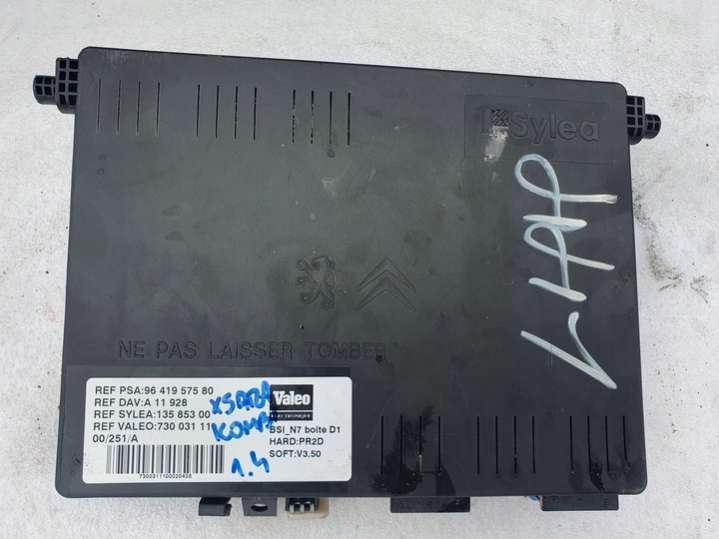 Sylea
NE PAS LAISSER TOMBER
REF PSA:96 419 575 80
REF DAV:A 11 928
REF SYLEA:135 853 00
REF VALEO:730 031 11
00/251/A
Valeo
BSI_N7 boite D1
HARD:PR2D
SOFT:V3.50
XSARA
KOMBI
1.4